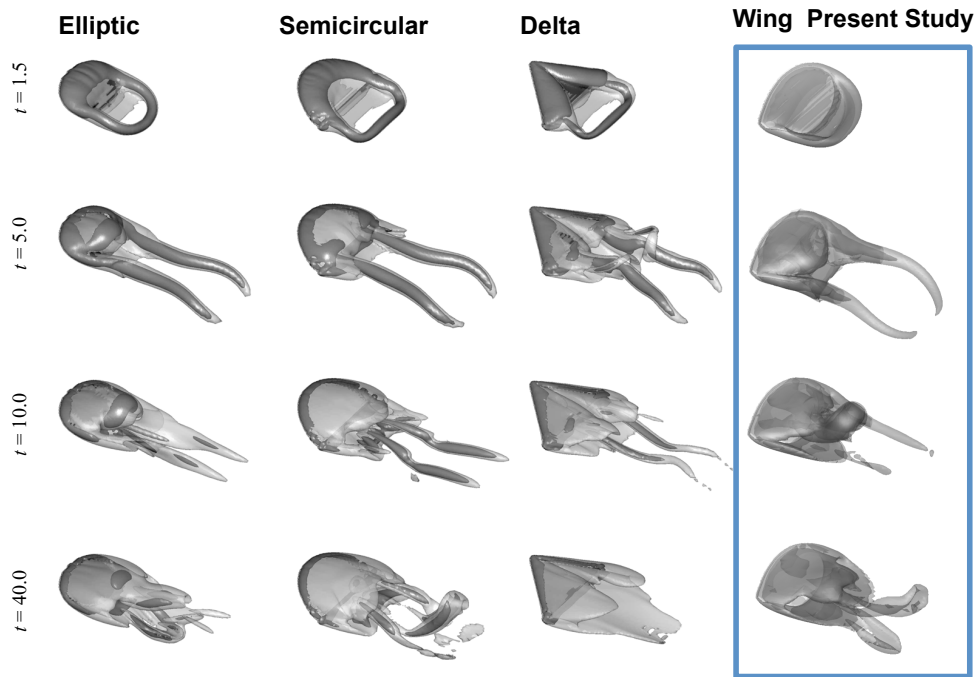 Elliptic Semicircular Delta Wing Present Study
t = 1.5
t = 5.0
t = 10.0
t = 40.0